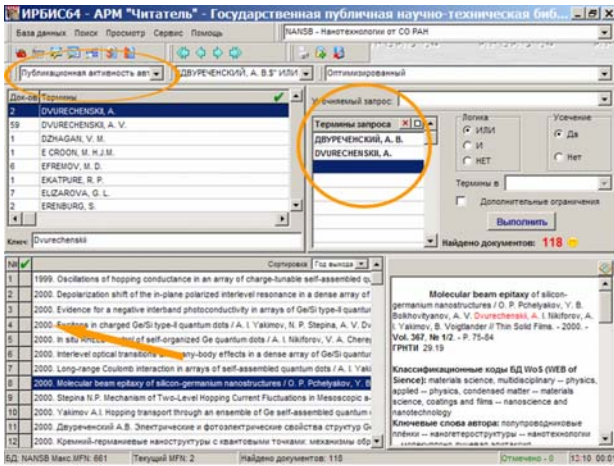 ИРБИС64 - АРМ "Читатель" - Государственная публичная научно-техническая биб...
База данных Поиск Просмотр Сервис Помощь
NANSB - Нанотехнологии от СО РАН
Публикационная активность авт
"ДВУРЕЧЕНСКИЙ, А. В.$" ИЛИ
Оптимизированный
Док-ов Термины
2 DVURECHENSKII, A.
59 DVURECHENSKII, A. V.
1 DZHAGAN, V. M.
1 E CROON, M. H.J.M.
6 EFREMOV, M. D.
1 EKATPURE, R. P.
7 ELIZAROVA, G. L.
2 ERENBURG, S.
Ключ: Dvurechenskii
Уточняемый запрос:
Термины запроса
ДВУРЕЧЕНСКИЙ, А. В.
DVURECHENSKII, A.
Логика
ИЛИ
И
НЕТ
Усечение
Да
Нет
Термины в
Дополнительные ограничения
Выполнить
Найдено документов: 118
NN
Сортировка Год выхода
1 1999. Oscillations of hopping conductance in an array of charge-tunable self-assembled qu
2 2000. Depolarization shift of the in-plane polarized interlevel resonance in a dense array of
3 2000. Evidence for a negative interband photoconductivity in arrays of Ge/Si type-II quantur
4 2000. Excitons in charged Ge/Si type-II quantum dots / A. I. Yakimov, N. P. Stepina, A. V. Dv
5 2000. In situ control of self-organized Ge quantum dots / A. I. Nikiforov, V. A. Cherep
6 2000. Interlevel optical transitions any-body effects in a dense array of Ge/Si quantum
7 2000. Long-range Coulomb interaction in arrays of self-assembled quantum dots / A. I. Yaki
8 2000. Molecular beam epitaxy of silicon-germanium nanostructures / O. P. Pchelyakov, Y. B
9 2000. Stepina N.P. Mechanism of Two-Level Hopping Current Fluctuations in Mesoscopic a-
10 2000. Yakimov A.I. Hopping transport through an ensemble of Ge self-assembled quantum
11 2000. Двуреченский А.В. Электрические и фотоэлектрические свойства структур Ge
12 2000. Кремний-германиевые наноструктуры с квантовыми точками: механизмы обр
Molecular beam epitaxy of silicon-
germanium nanostructures / O. P. Pchelyakov, Y. B.
Bolkhovityanov, A. V. Dvurechenskii, A. I. Nikiforov, A.
I. Yakimov, B. Voigtlander // Thin Solid Films. - 2000. -
Vol. 367, № 1/2. - P. 75-84
ГРНТИ 29.19
Классификационные коды БД WoS (WEB of
Sience): materials science, multidisciplinary -- physics,
applied -- physics, condensed matter -- materials
science, coatings and films -- nanoscience and
nanotechnology
Ключевые слова автора: полупроводниковые
плёнки -- наногетероструктуры -- нанотехнологии
БД: NANSB Макс.MFN: 661
Текущий MFN: 2
Найдено документов: 118
Отмечено - 0
13:10